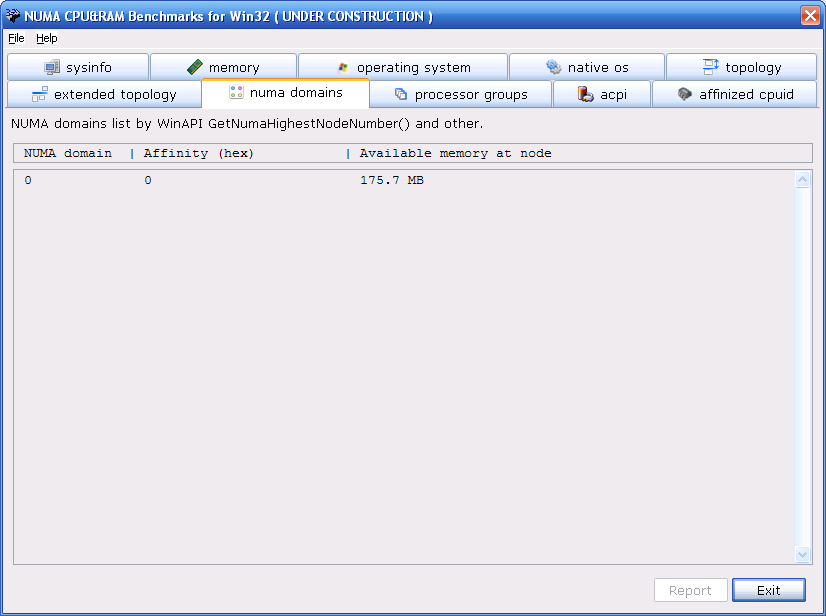 NUMA CPU&RAM Benchmarks for Win32 ( UNDER CONSTRUCTION )
File Help
sysinfo memory operating system native os topology
extended topology numa domains processor groups acpi affinized cpuid
NUMA domains list by WinAPI GetNumaHighestNodeNumber() and other.
NUMA domain | Affinity (hex) | Available memory at node
0 0 175.7 MB
Report Exit